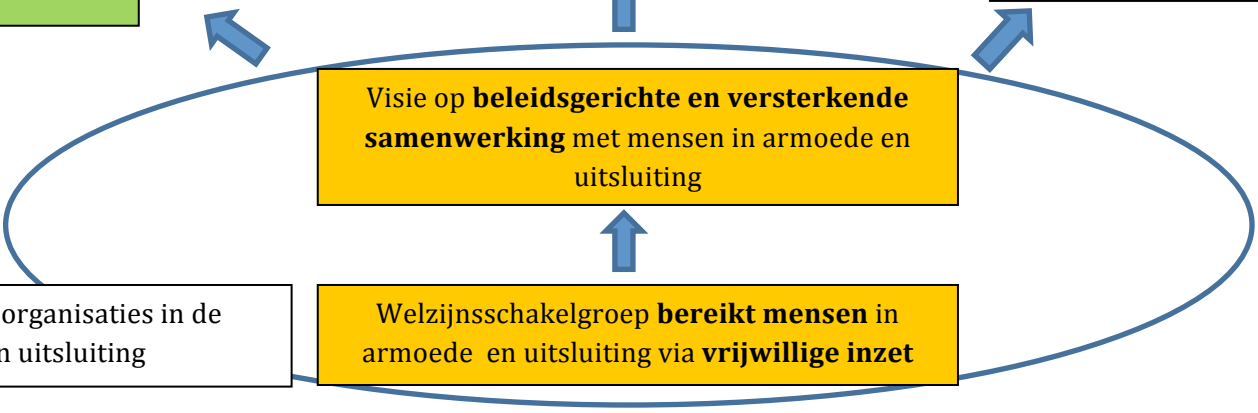 Visie op beleidsgerichte en versterkende
samenwerking met mensen in armoede en
uitsluiting
organisaties in de
n uitsluiting
Welzijnsschakelgroep bereikt mensen in
armoede en uitsluiting via vrijwillige inzet